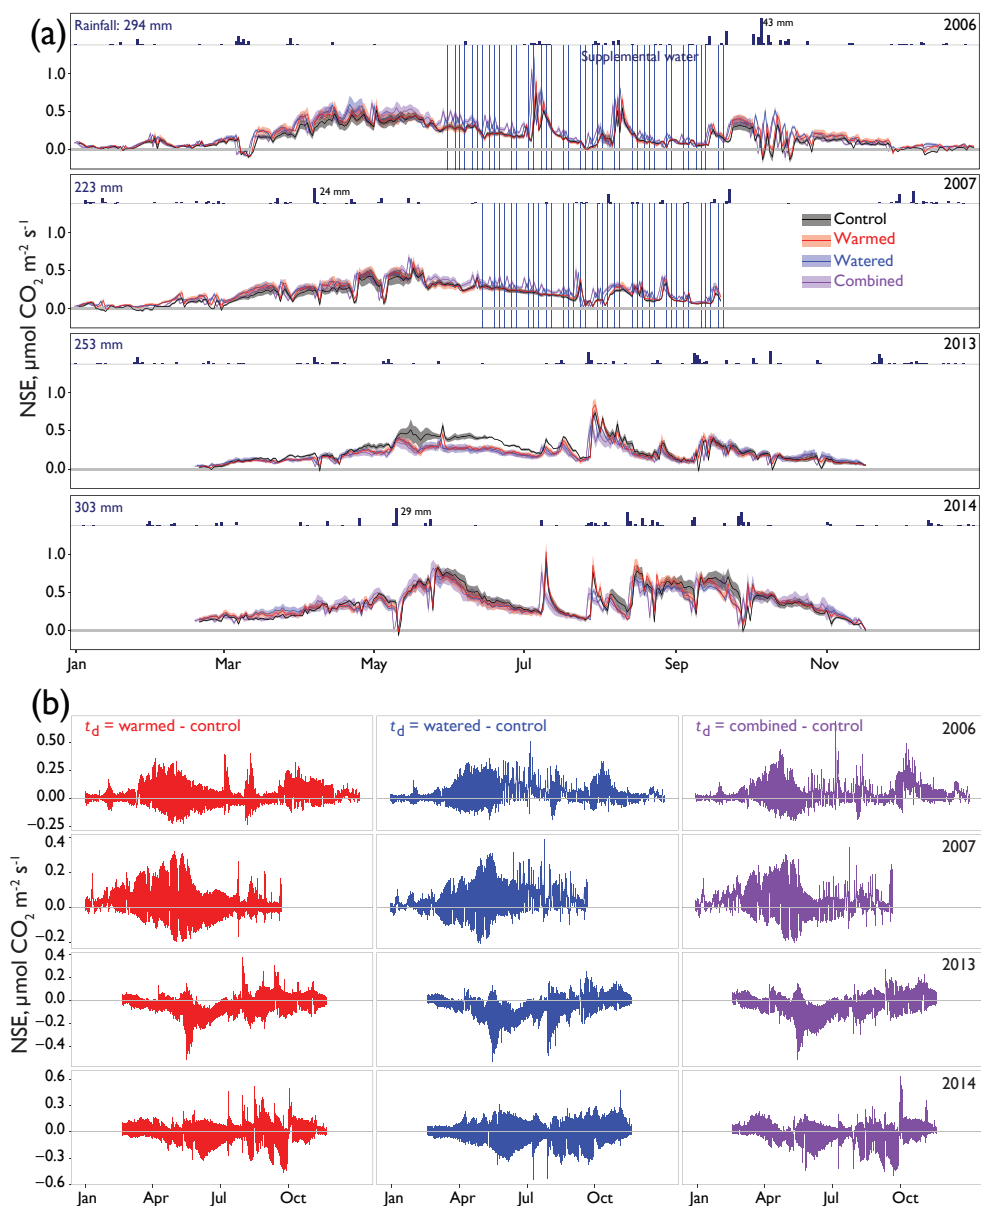 (a)
Rainfall: 294 mm
43 mm
2006
Supplemental water
1.0
0.5
0.0
223 mm
24 mm
2007
1.0
0.5
0.0
Control
Warmed
Watered
Combined
253 mm
2013
1.0
0.5
0.0
303 mm
29 mm
2014
1.0
0.5
0.0
NSE, µmol CO2 m-2 s-1
Jan Mar May Jul Sep Nov
(b)
td = warmed - control
td = watered - control
td = combined - control
2006
0.50
0.25
0.00
−0.25
2007
0.4
0.2
0.0
−0.2
2013
0.4
0.2
0.0
−0.2
−0.4
2014
0.6
0.3
0.0
−0.3
−0.6
NSE, µmol CO2 m-2 s-1
Jan Apr Jul Oct Jan Apr Jul Oct Jan Apr Jul Oct